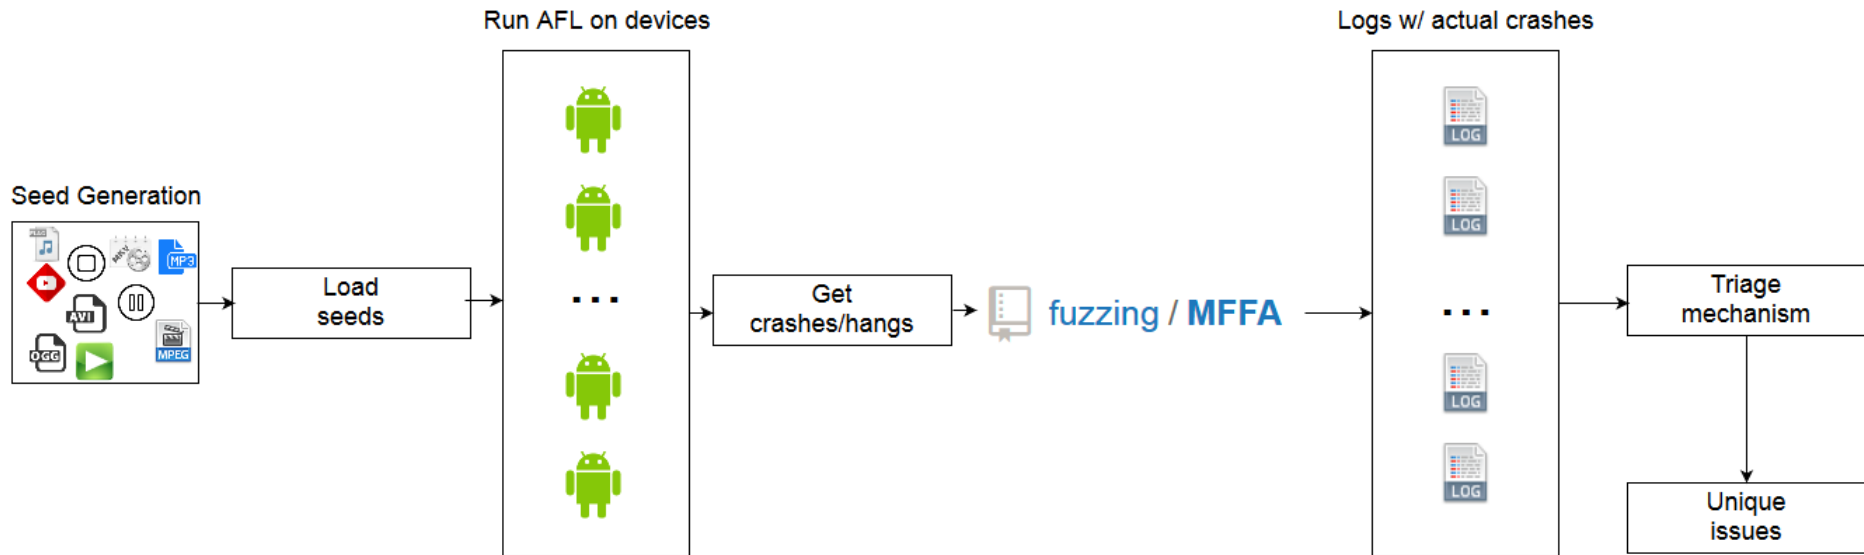 Run AFL on devices
Logs w/ actual crashes
Seed Generation
MKV
MP3
AVI
OGG
MPEG
Load
seeds
...
Get
crashes/hangs
fuzzing / MFFA
LOG
LOG
...
LOG
LOG
Triage
mechanism
Unique
issues